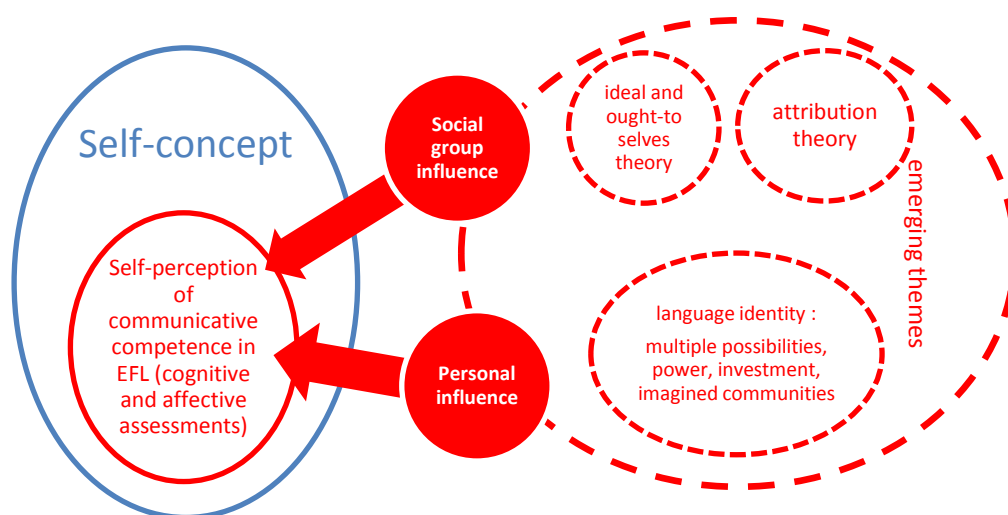 Self-concept
Self-perception
of
communicative
competence in
EFL (cognitive
and affective
assessments)
Social
group
influence
Personal
influence
ideal and
ought-to
selves
theory
attribution
theory
language identity :
multiple possibilities,
power, investment,
imagined communities
emerging themes